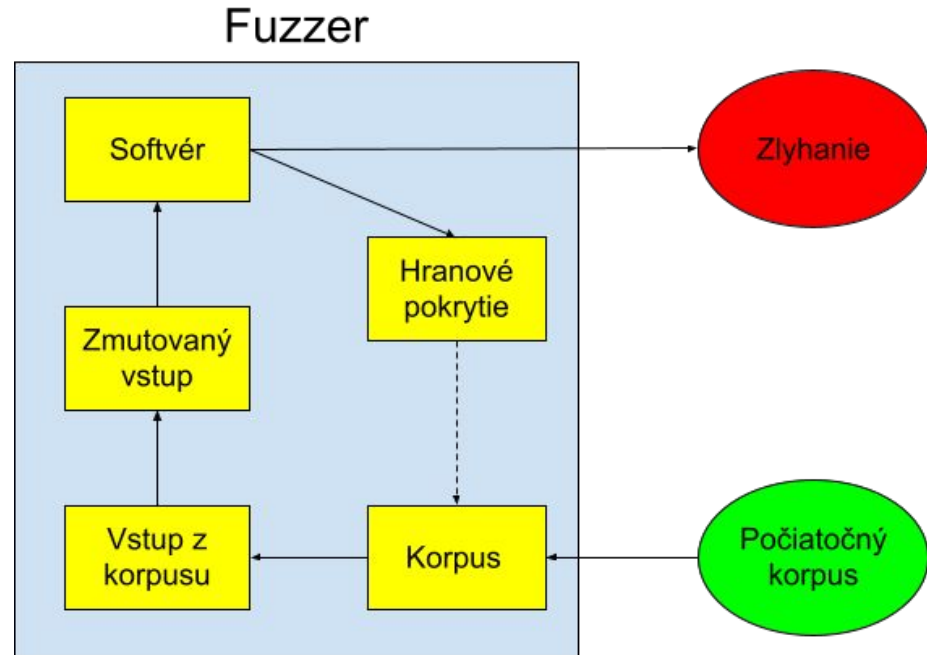 Fuzzer
Softvér
Zlyhanie
Hranové
pokrytie
Zmutovaný
vstup
Vstup z
korpusu
Korpus
Počiatočný
korpus